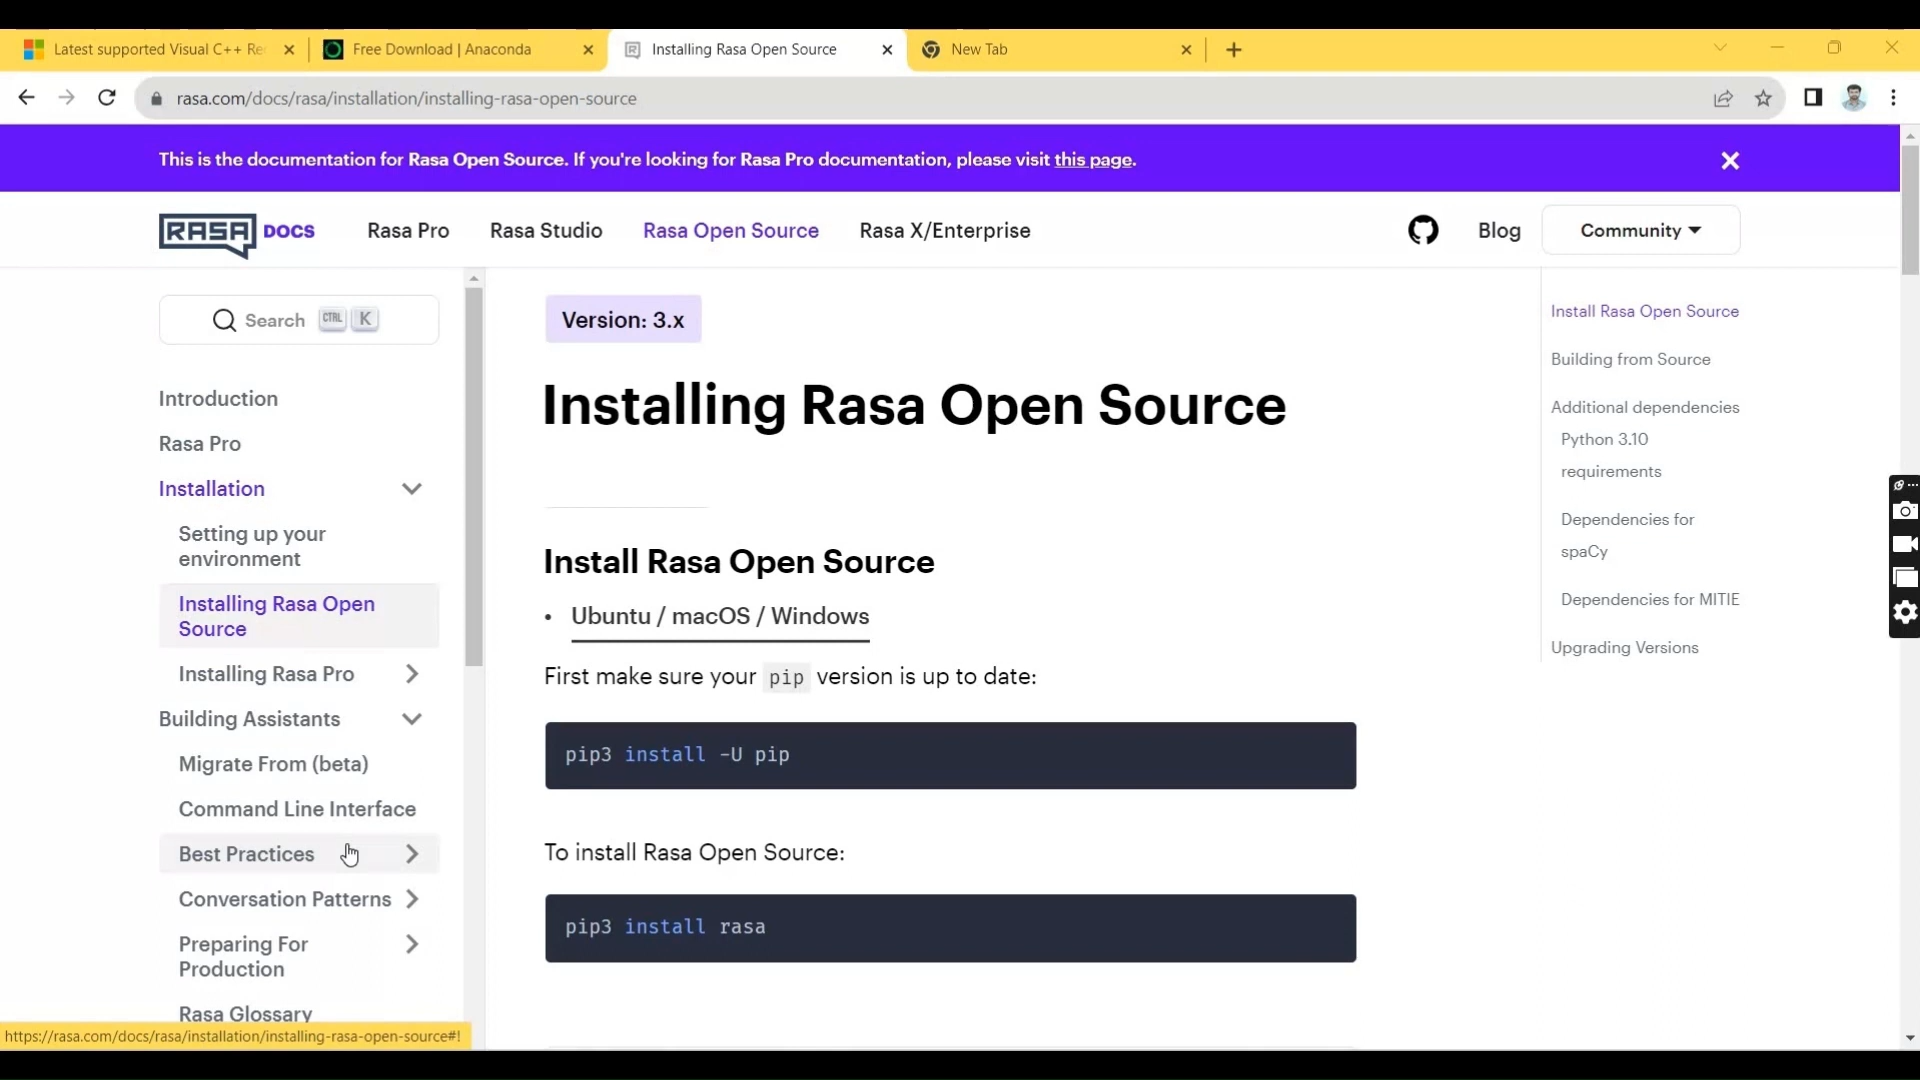 Latest supported Visual C++ Re
Free Download | Anaconda
Installing Rasa Open Source
New Tab
rasa.com/docs/rasa/installation/installing-rasa-open-source
This is the documentation for Rasa Open Source. If you're looking for Rasa Pro documentation, please visit this page.
RASA DOCS
Rasa Pro
Rasa Studio
Rasa Open Source
Rasa X/Enterprise
Blog
Community
Search CTRL K
Introduction
Rasa Pro
Installation
Setting up your
environment
Installing Rasa Open
Source
Installing Rasa Pro
Building Assistants
Migrate From (beta)
Command Line Interface
Best Practices
Conversation Patterns
Preparing For
Production
Rasa Glossary
https://rasa.com/docs/rasa/installation/installing-rasa-open-source#!
Version: 3.x
Installing Rasa Open Source
Install Rasa Open Source
• Ubuntu / macOS / Windows
First make sure your pip version is up to date:
pip3 install -U pip
To install Rasa Open Source:
pip3 install rasa
Install Rasa Open Source
Building from Source
Additional dependencies
Python 3.10
requirements
Dependencies for
spaCy
Dependencies for MITIE
Upgrading Versions